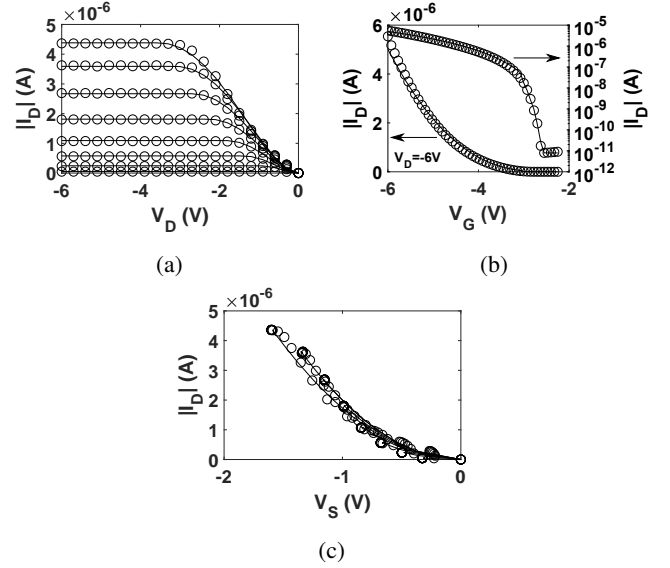 × 10⁻⁶
5
4
3
2
1
0
-6 -5 -4 -3 -2 -1 0
|I_D| (A)
V_D (V)
(a)
× 10⁻⁶
6
4
2
0
-6 -4 -2
|I_D| (A)
V_D=-6V
V_G (V)
10⁻⁵
10⁻⁶
10⁻⁷
10⁻⁸
10⁻⁹
10⁻¹⁰
10⁻¹¹
10⁻¹²
|I_D| (A)
(b)
× 10⁻⁶
5
4
3
2
1
0
-2 -1 0
|I_D| (A)
V_S (V)
(c)